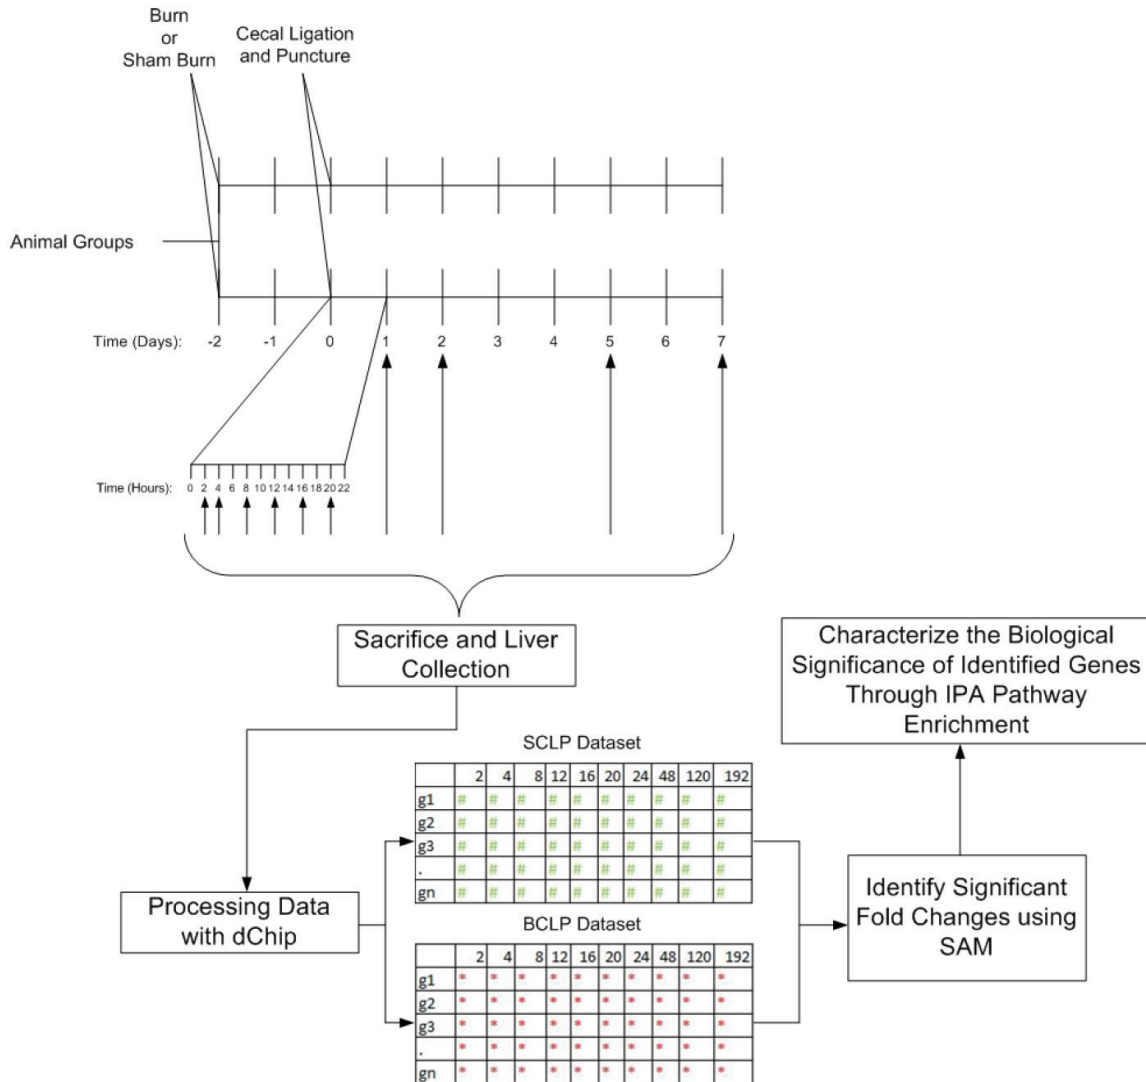 Burn
or
Sham Burn
Cecal Ligation
and Puncture
Animal Groups
Time (Days): -2 -1 0 1 2 3 4 5 6 7
Time (Hours): 0 2 4 6 8 10 12 14 16 18 20 22
Sacrifice and Liver
Collection
Characterize the Biological
Significance of Identified Genes
Through IPA Pathway
Enrichment
SCLP Dataset
2 4 8 12 16 20 24 48 120 192
g1 # # # # # # # # # #
g2 # # # # # # # # # #
g3 # # # # # # # # # #
. # # # # # # # # # #
gn # # # # # # # # # #
Processing Data
with dChip
Identify Significant
Fold Changes using
SAM
BCLP Dataset
2 4 8 12 16 20 24 48 120 192
g1 * * * * * * * * * *
g2 * * * * * * * * * *
g3 * * * * * * * * * *
. * * * * * * * * * *
gn * * * * * * * * * *